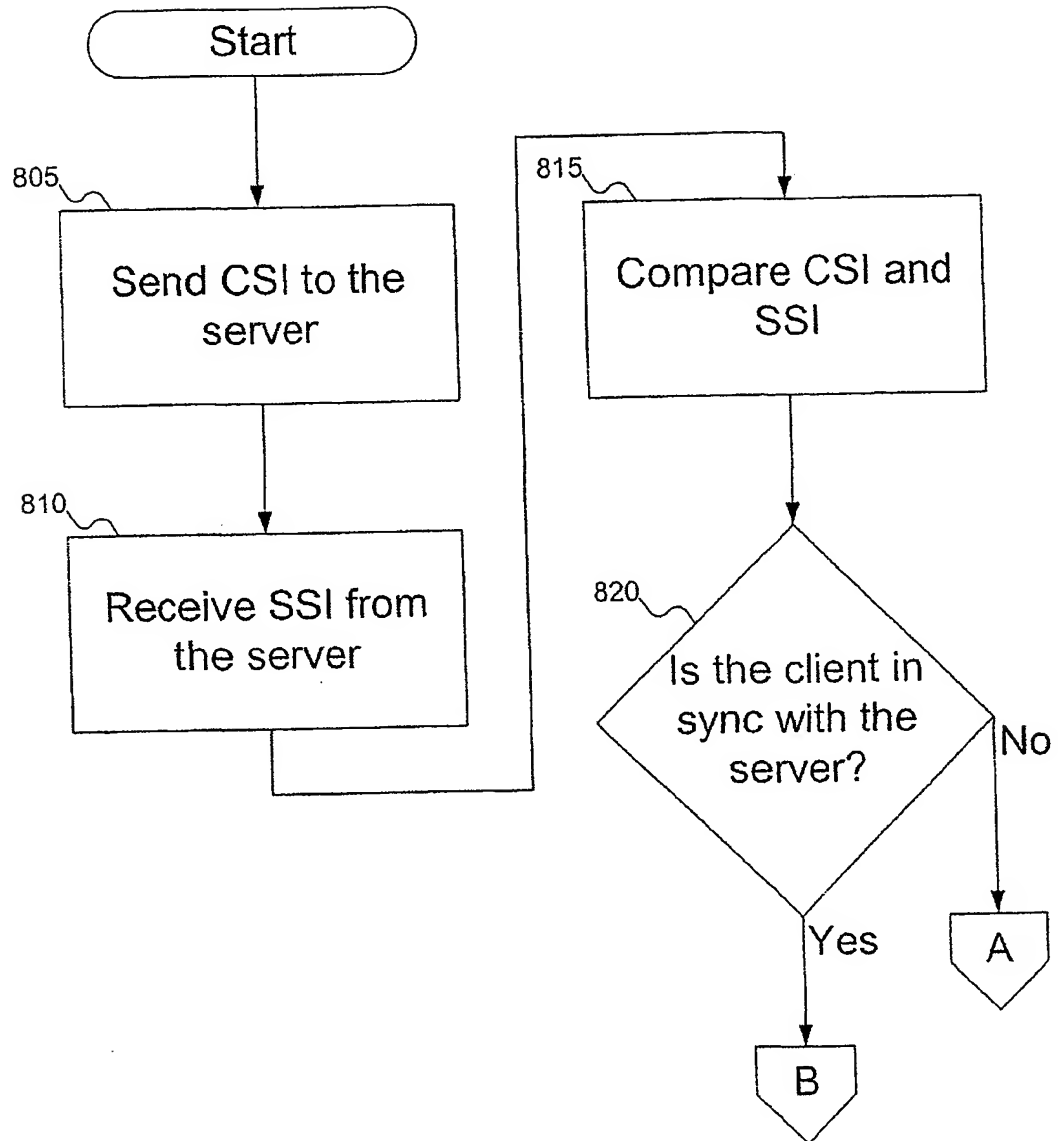 Start
805
Send CSI to the
server
810
Receive SSI from
the server
815
Compare CSI and
SSI
820
Is the client in
sync with the
server?
No
Yes
A
B